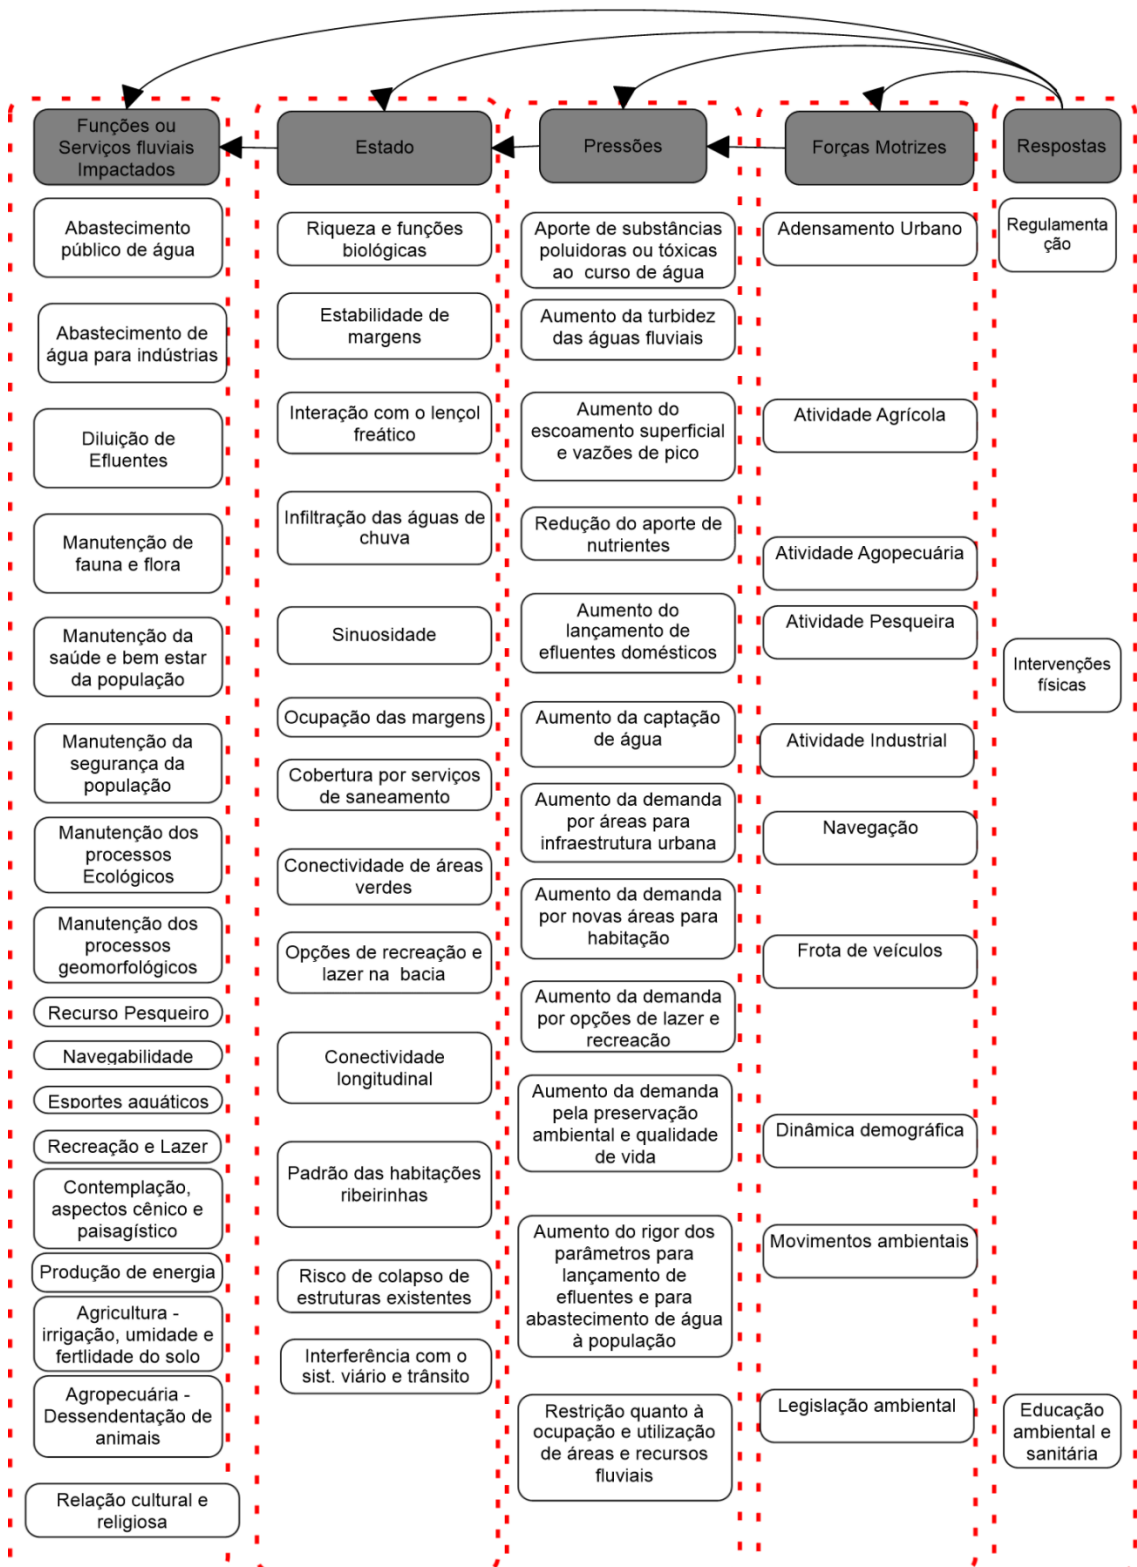 Funções ou
Serviços fluviais
Impactados
Abastecimento
público de água
Abastecimento de
água para indústrias
Diluição de
Efluentes
Manutenção de
fauna e flora
Manutenção da
saúde e bem estar
da população
Manutenção da
segurança da
população
Manutenção dos
processos
Ecológicos
Manutenção dos
processos
geomorfológicos
Recurso Pesqueiro
Navegabilidade
Esportes aquáticos
Recreação e Lazer
Contemplação,
aspectos cênico e
paisagístico
Produção de energia
Agricultura -
irrigação, umidade e
fertlidade do solo
Agropecuária -
Dessendentação de
animais
Relação cultural e
religiosa
Estado
Riqueza e funções
biológicas
Estabilidade de
margens
Interação com o lençol
freático
Infiltração das águas de
chuva
Sinuosidade
Ocupação das margens
Cobertura por serviços
de saneamento
Conectividade de áreas
verdes
Opções de recreação e
lazer na bacia
Conectividade
longitudinal
Padrão das habitações
ribeirinhas
Risco de colapso de
estruturas existentes
Interferência com o
sist. viário e trânsito
Pressões
Aporte de substâncias
poluidoras ou tóxicas
ao curso de água
Aumento da turbidez
das águas fluviais
Aumento do
escoamento superficial
e vazões de pico
Redução do aporte de
nutrientes
Aumento do
lançamento de
efluentes domésticos
Aumento da captação
de água
Aumento da demanda
por áreas para
infraestrutura urbana
Aumento da demanda
por novas áreas para
habitação
Aumento da demanda
por opções de lazer e
recreação
Aumento da demanda
pela preservação
ambiental e qualidade
de vida
Aumento do rigor dos
parâmetros para
lançamento de
efluentes e para
abastecimento de água
à população
Restrição quanto à
ocupação e utilização
de áreas e recursos
fluviais
Forças Motrizes
Adensamento Urbano
Atividade Agrícola
Atividade Agopecuária
Atividade Pesqueira
Atividade Industrial
Navegação
Frota de veículos
Dinâmica demográfica
Movimentos ambientais
Legislação ambiental
Respostas
Regulamenta
ção
Intervenções
físicas
Educação
ambiental e
sanitária